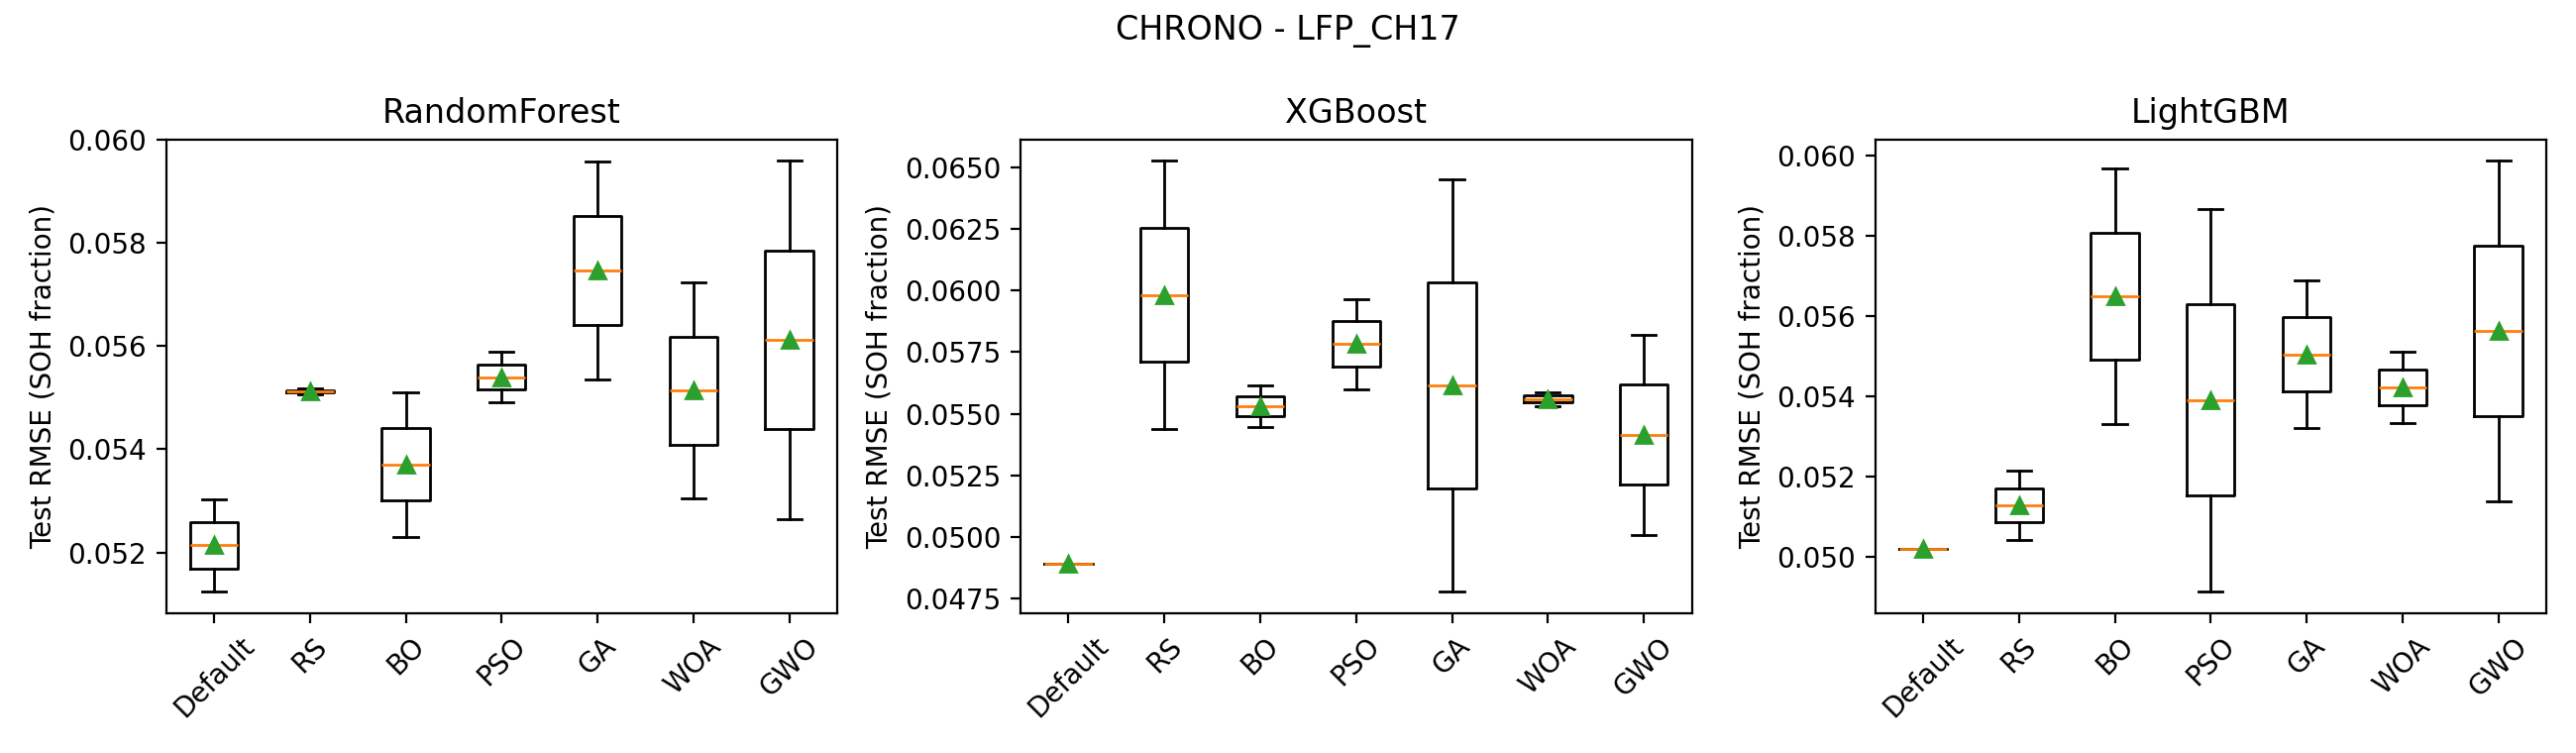 CHRONO - LFP_CH17
RandomForest
Test RMSE (SOH fraction)
0.060
0.058
0.056
0.054
0.052
Default
RS
BO
PSO
GA
WOA
GWO
XGBoost
Test RMSE (SOH fraction)
0.0650
0.0625
0.0600
0.0575
0.0550
0.0525
0.0500
0.0475
Default
RS
BO
PSO
GA
WOA
GWO
LightGBM
Test RMSE (SOH fraction)
0.060
0.058
0.056
0.054
0.052
0.050
Default
RS
BO
PSO
GA
WOA
GWO